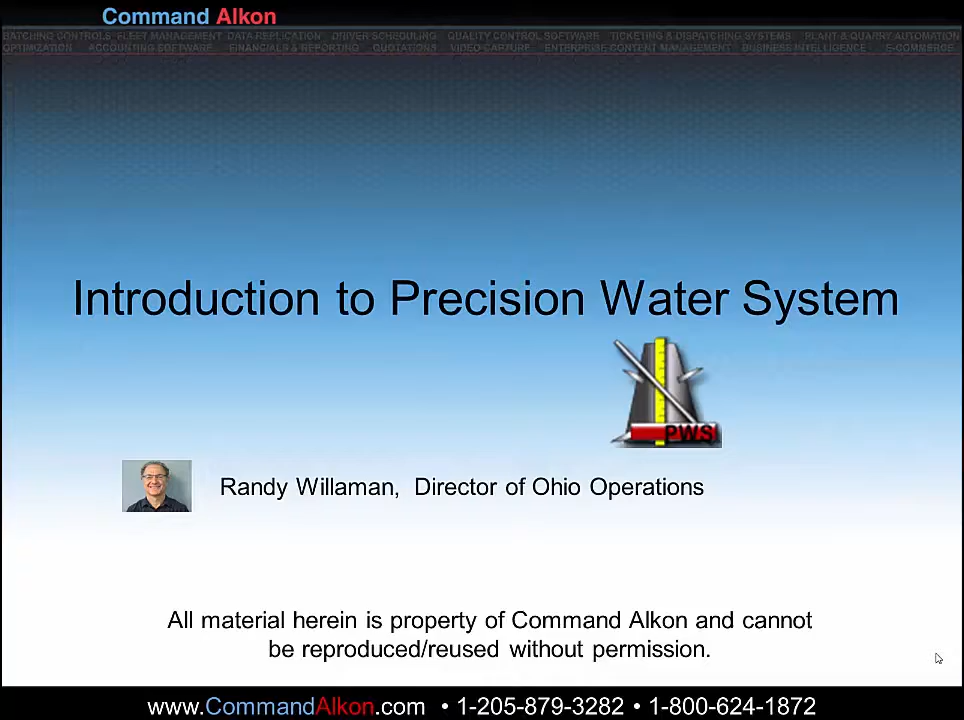 Command Alkon
BATCHING CONTROLS FLEET MANAGEMENT DATA REPLICATION DRIVER SCHEDULING QUALITY CONTROL SOFTWARE TICKETING & DISPATCHING SYSTEMS PLANT & QUARRY AUTOMATION
OPTIMIZATION ACCOUNTING SOFTWARE FINANCIALS & REPORTING QUOTATIONS VIDEO CAPTURE ENTERPRISE CONTENT MANAGEMENT BUSINESS INTELLIGENCE E-COMMERCE
Introduction to Precision Water System
PWS
Randy Willaman, Director of Ohio Operations
All material herein is property of Command Alkon and cannot
be reproduced/reused without permission.
www.CommandAlkon.com • 1-205-879-3282 • 1-800-624-1872